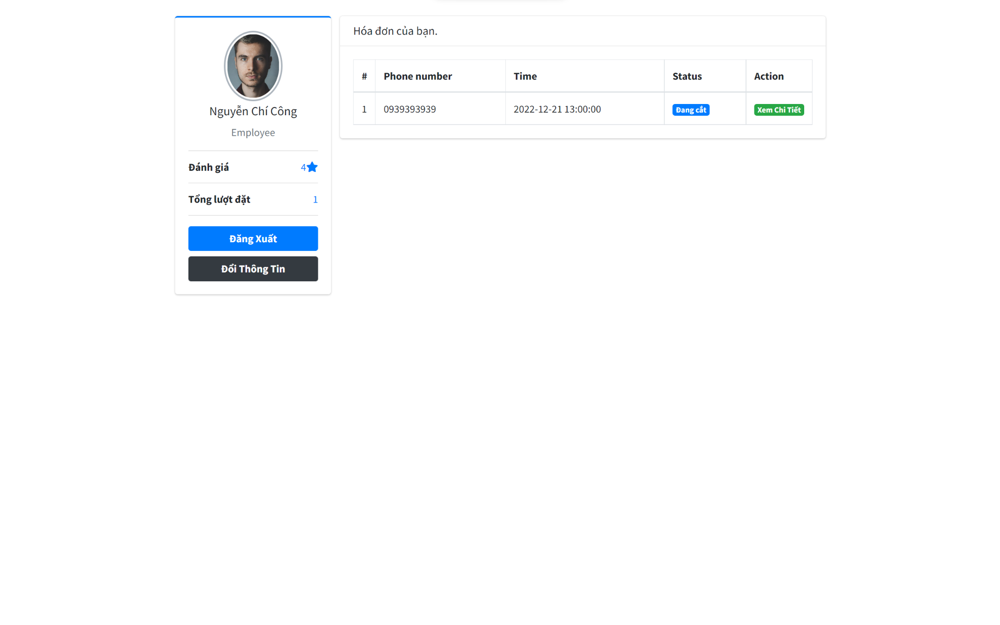 Nguyễn Chí Công
Employee
Đánh giá 4
Tổng lượt đặt 1
Đăng Xuất
Đổi Thông Tin
Hóa đơn của bạn.
# Phone number Time Status Action
1 0939393939 2022-12-21 13:00:00 Đang cắt Xem Chi Tiết